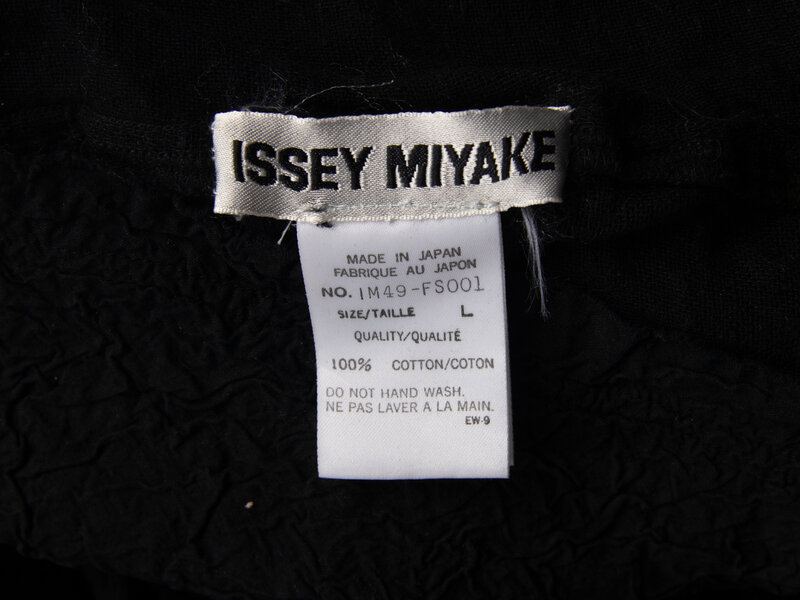 ISSEY MIYAKE
MADE IN JAPAN
FABRIQUE AU JAPON
NO. IM49-FS001
SIZE/TAILLE L
QUALITY/QUALITÉ
100% COTTON/COTON
DO NOT HAND WASH.
NE PAS LAVER A LA MAIN.
EW-9